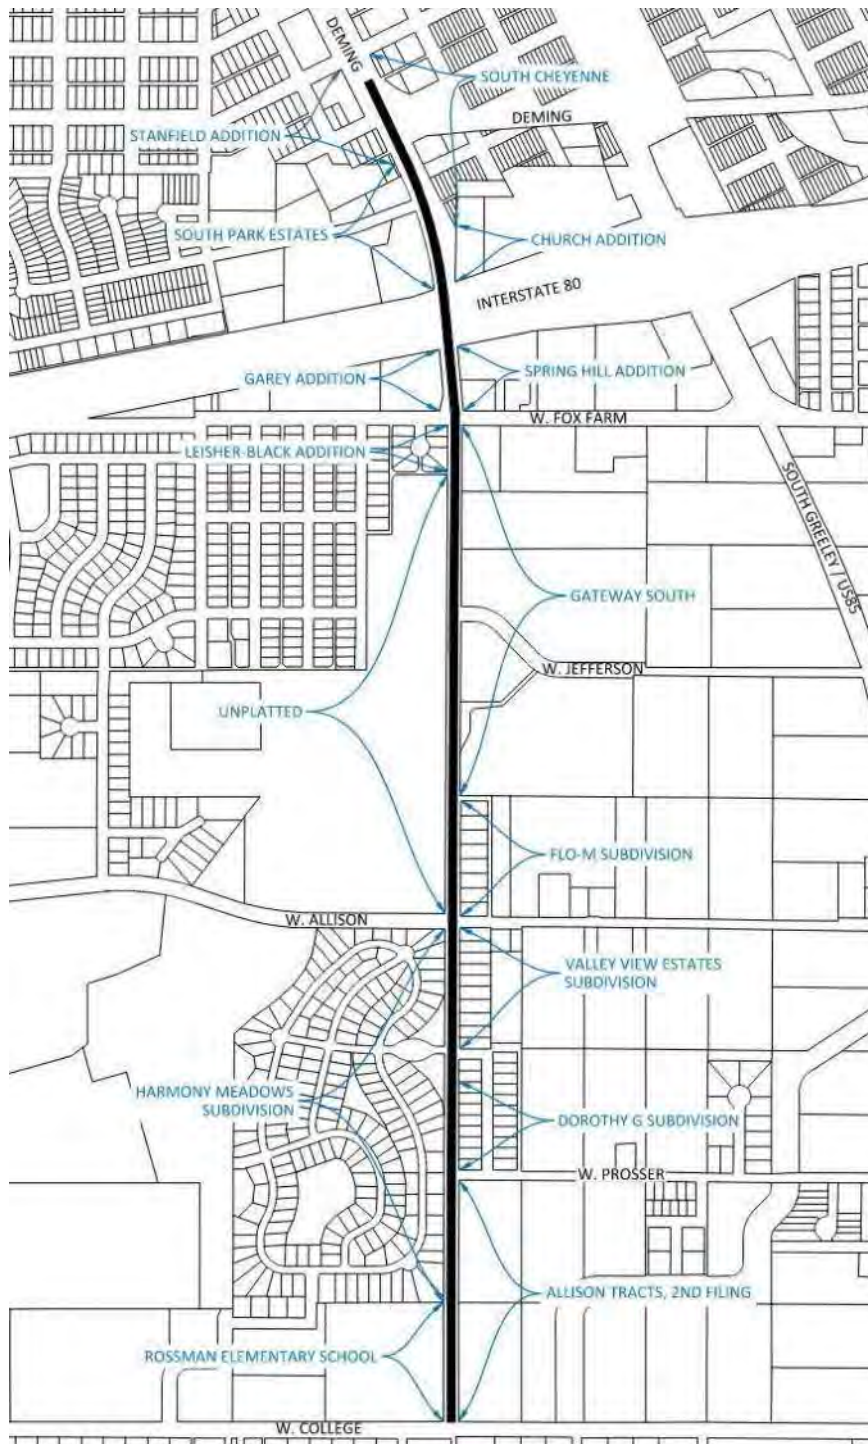 DEMING
SOUTH CHEYENNE
DEMING
STANFIELD ADDITION
SOUTH PARK ESTATES
CHURCH ADDITION
INTERSTATE 80
GAREY ADDITION
SPRING HILL ADDITION
W. FOX FARM
LEISHER-BLACK ADDITION
SOUTH GREELEY / US85
GATEWAY SOUTH
W. JEFFERSON
UNPLATTED
FLO-M SUBDIVISION
W. ALLISON
VALLEY VIEW ESTATES
SUBDIVISION
HARMONY MEADOWS
SUBDIVISION
DOROTHY G SUBDIVISION
W. PROSSER
ALLISON TRACTS, 2ND FILING
ROSSMAN ELEMENTARY SCHOOL
W. COLLEGE